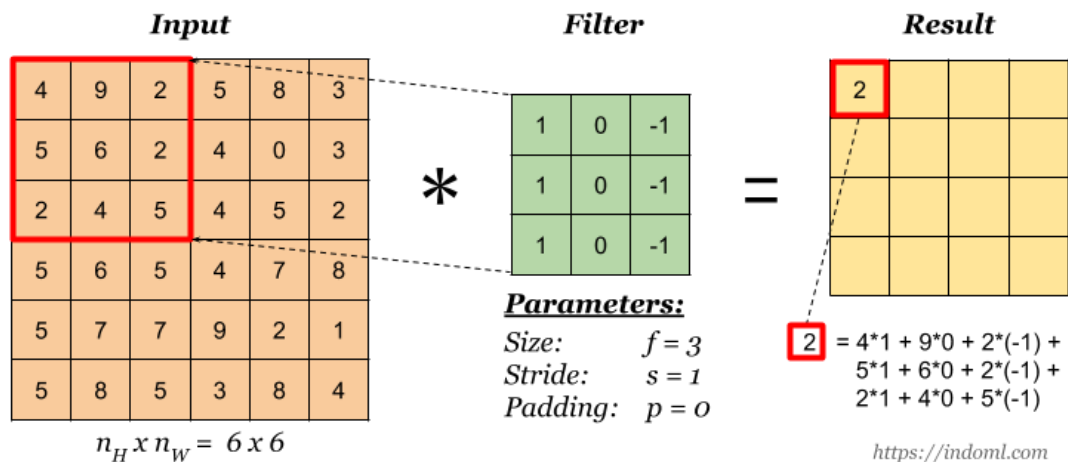 Input
Filter
Result
4 9 2 5 8 3
5 6 2 4 0 3
2 4 5 4 5 2
5 6 5 4 7 8
5 7 7 9 2 1
5 8 5 3 8 4
n_H x n_W = 6 x 6
*
1 0 -1
1 0 -1
1 0 -1
Parameters:
Size: f = 3
Stride: s = 1
Padding: p = 0
=
2
2 = 4*1 + 9*0 + 2*(-1) +
5*1 + 6*0 + 2*(-1) +
2*1 + 4*0 + 5*(-1)
https://indoml.com